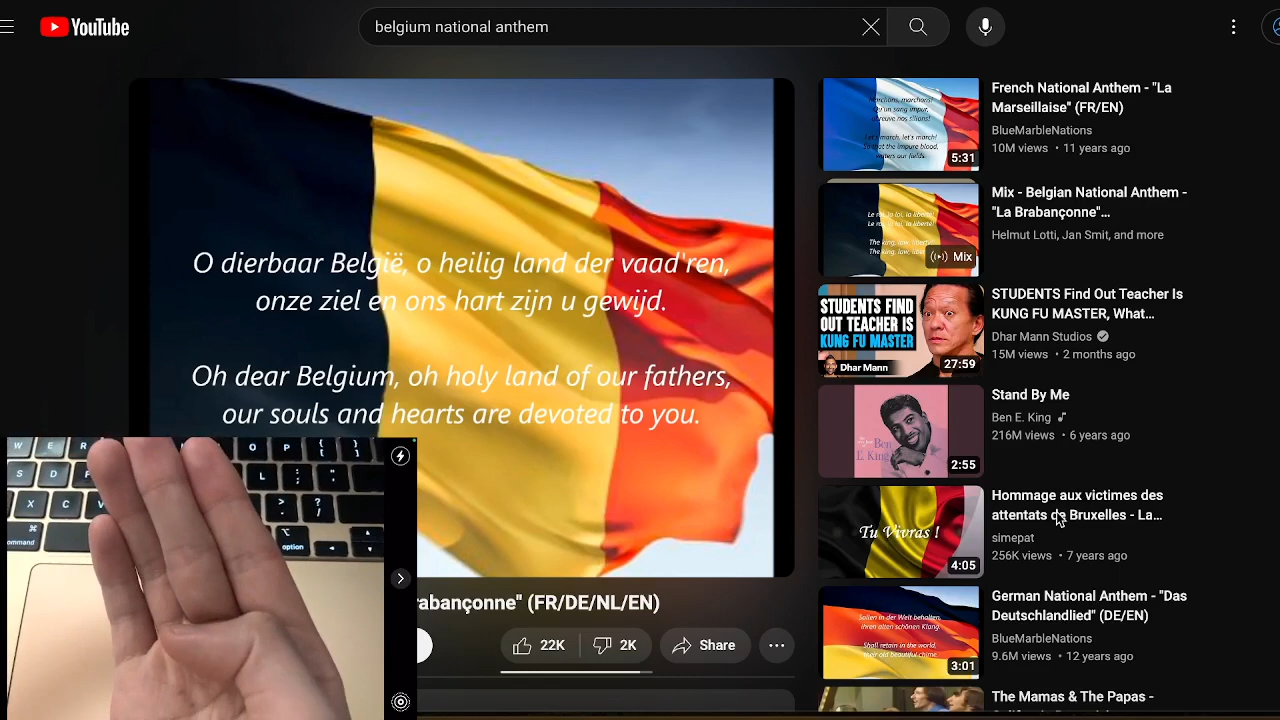 YouTube
belgium national anthem
O dierbaar België, o heilig land der vaad'ren,
onze ziel en ons hart zijn u gewijd.
Oh dear Belgium, oh holy land of our fathers,
our souls and hearts are devoted to you.
rabançonne" (FR/DE/NL/EN)
22K
2K
Share
French National Anthem - "La
Marseillaise" (FR/EN)
BlueMarbleNations
10M views • 11 years ago
5:31
Mix - Belgian National Anthem -
"La Brabançonne"...
Helmut Lotti, Jan Smit, and more
Le roi, la loi, la liberté!
Mix
STUDENTS FIND
OUT TEACHER IS
KUNG FU MASTER
Dhar Mann
27:59
STUDENTS Find Out Teacher Is
KUNG FU MASTER, What...
Dhar Mann Studios
15M views • 2 months ago
Stand By Me
Ben E. King
216M views • 6 years ago
Ben
E. King
2:55
Hommage aux victimes des
attentats de Bruxelles - La...
simepat
256K views • 7 years ago
Tu Vivras !
4:05
German National Anthem - "Das
Deutschlandlied" (DE/EN)
BlueMarbleNations
9.6M views • 12 years ago
3:01
The Mamas & The Papas -
W E R O P { [ } ]
S D L : ; " '
X C > . ? /
command
option